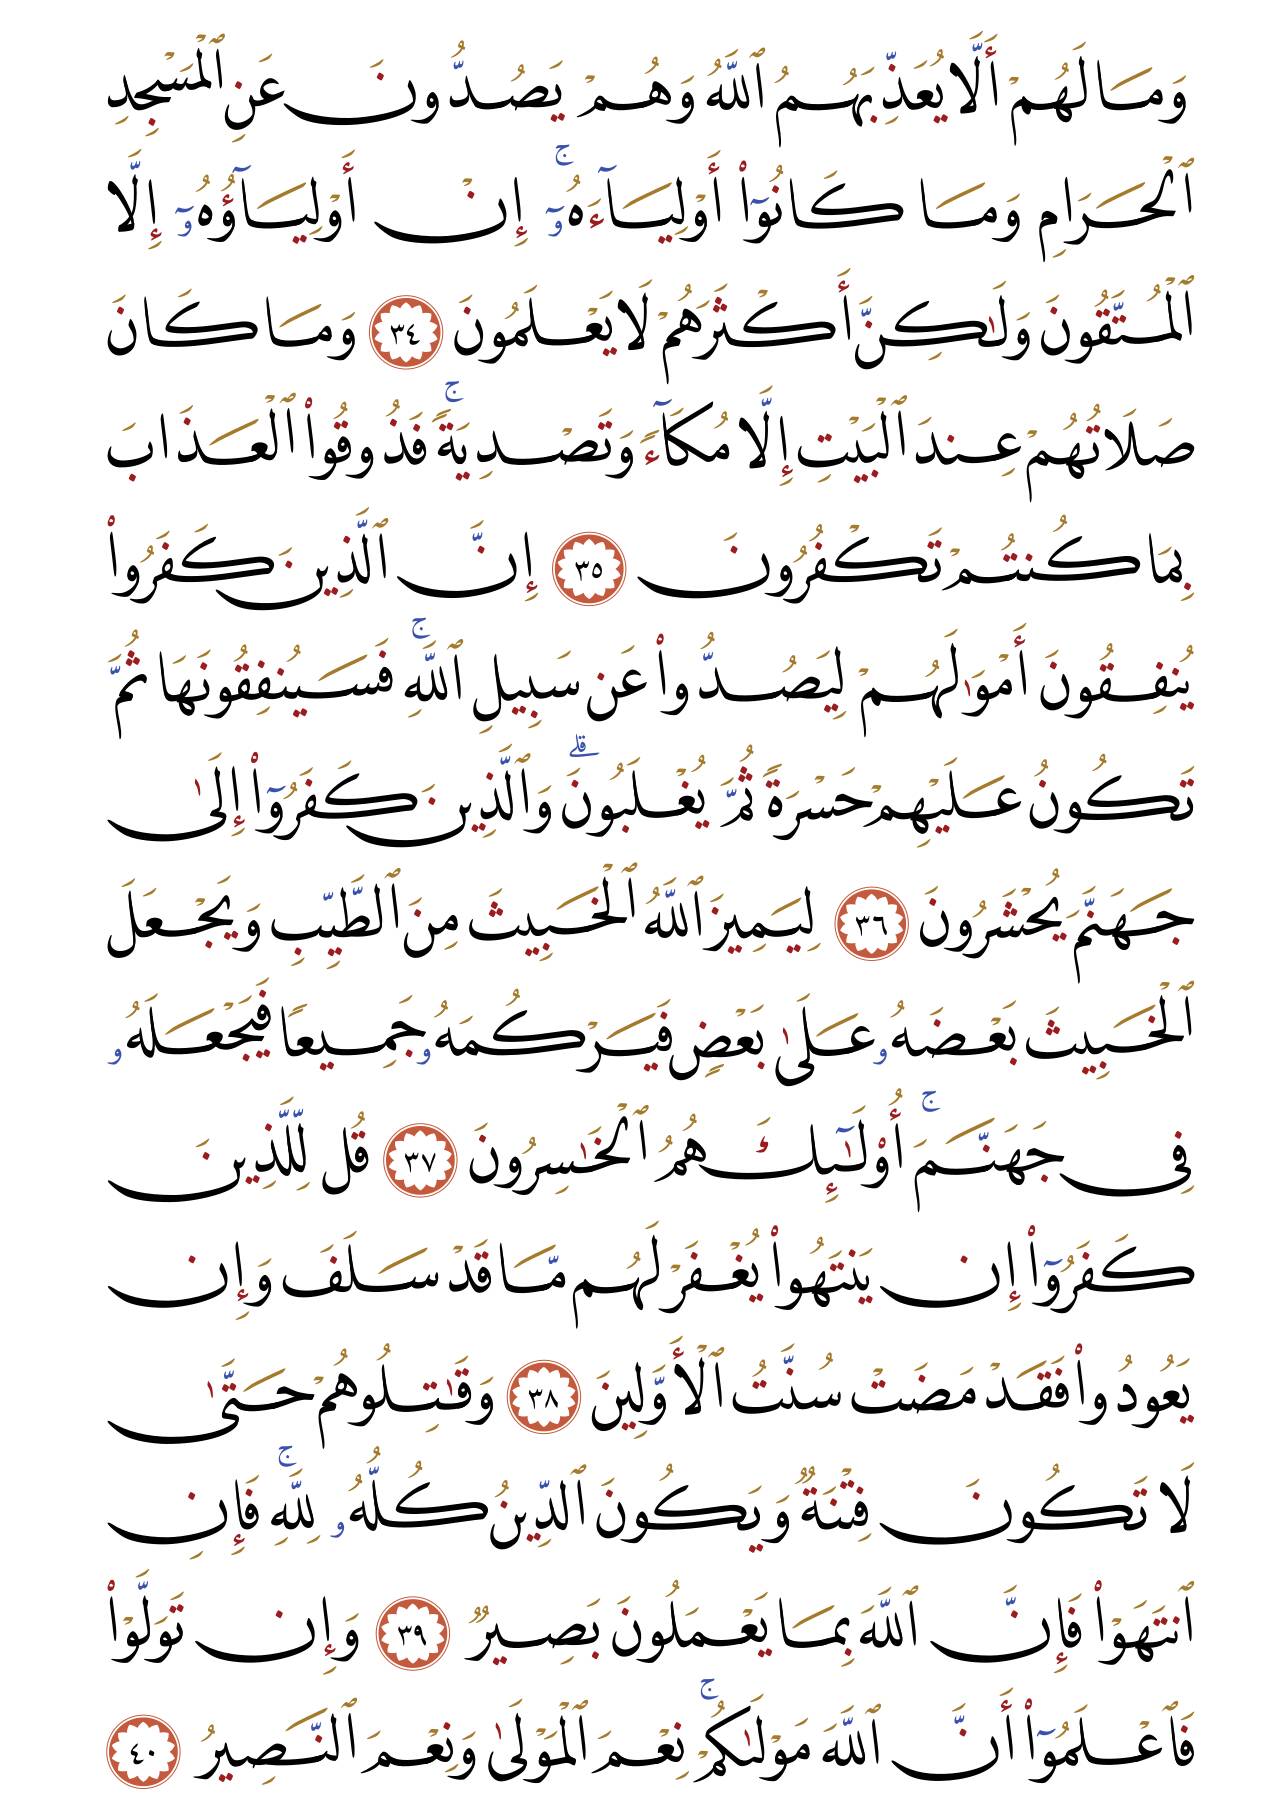 وَمَا لَهُمْ أَلَّا يُعَذِّبَهُمُ ٱللَّهُ وَهُمْ يَصُدُّونَ عَنِ ٱلْمَسْجِدِ
ٱلْحَرَامِ وَمَا كَانُوٓا۟ أَوْلِيَآءَهُۥٓ ۚ إِنْ أَوْلِيَآؤُهُۥٓ إِلَّا
ٱلْمُتَّقُونَ وَلَـٰكِنَّ أَكْثَرَهُمْ لَا يَعْلَمُونَ ٣٤ وَمَا كَانَ
صَلَاتُهُمْ عِندَ ٱلْبَيْتِ إِلَّا مُكَآءً وَتَصْدِيَةً ۚ فَذُوقُوا۟ ٱلْعَذَابَ
بِمَا كُنتُمْ تَكْفُرُونَ ٣٥ إِنَّ ٱلَّذِينَ كَفَرُوا۟
يُنفِقُونَ أَمْوَٰلَهُمْ لِيَصُدُّوا۟ عَن سَبِيلِ ٱللَّهِ ۚ فَسَيُنفِقُونَهَا ثُمَّ
تَكُونُ عَلَيْهِمْ حَسْرَةً ثُمَّ يُغْلَبُونَ ۗ وَٱلَّذِينَ كَفَرُوٓا۟ إِلَىٰ
جَهَنَّمَ يُحْشَرُونَ ٣٦ لِيَمِيزَ ٱللَّهُ ٱلْخَبِيثَ مِنَ ٱلطَّيِّبِ وَيَجْعَلَ
ٱلْخَبِيثَ بَعْضَهُۥ عَلَىٰ بَعْضٍ فَيَرْكُمَهُۥ جَمِيعًا فَيَجْعَلَهُۥ
فِى جَهَنَّمَ ۚ أُو۟لَـٰٓئِكَ هُمُ ٱلْخَـٰسِرُونَ ٣٧ قُل لِّلَّذِينَ
كَفَرُوٓا۟ إِن يَنتَهُوا۟ يُغْفَرْ لَهُم مَّا قَدْ سَلَفَ وَإِن
يَعُودُوا۟ فَقَدْ مَضَتْ سُنَّتُ ٱلْأَوَّلِينَ ٣٨ وَقَـٰتِلُوهُمْ حَتَّىٰ
لَا تَكُونَ فِتْنَةٌ وَيَكُونَ ٱلدِّينُ كُلُّهُۥ لِلَّهِ ۚ فَإِنِ
ٱنتَهَوْا۟ فَإِنَّ ٱللَّهَ بِمَا يَعْمَلُونَ بَصِيرٌ ٣٩ وَإِن تَوَلَّوْا۟
فَٱعْلَمُوٓا۟ أَنَّ ٱللَّهَ مَوْلَىٰكُمْ ۚ نِعْمَ ٱلْمَوْلَىٰ وَنِعْمَ ٱلنَّصِيرُ ٤٠